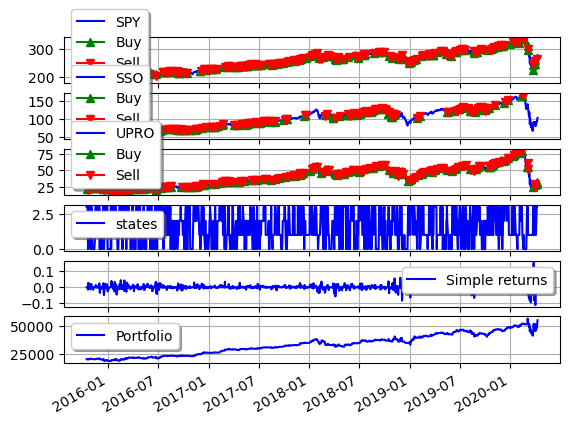 SPY
Buy
Sell
300
200
SSO
Buy
Sell
150
100
50
UPRO
Buy
Sell
75
50
25
states
2.5
0.0
Simple returns
0.1
0.0
−0.1
Portfolio
50000
25000
2016-01 2016-07 2017-01 2017-07 2018-01 2018-07 2019-01 2019-07 2020-01